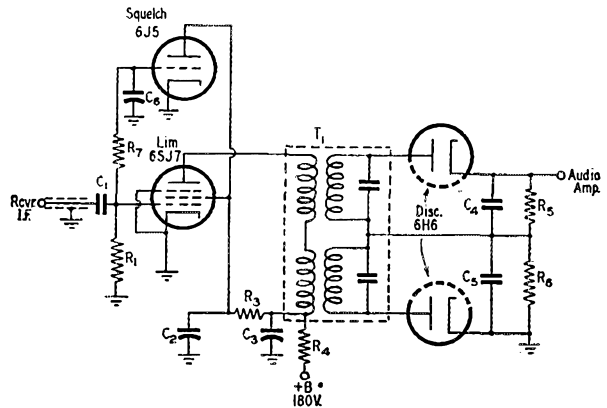 Squelch
6J5
C6
R7
Lim
6SJ7
T1
C1
Rcvr
I.F.
R1
Disc.
6H6
C4
R5
Audio
Amp.
C5
R6
R3
C2
C3
R4
+B
180V.